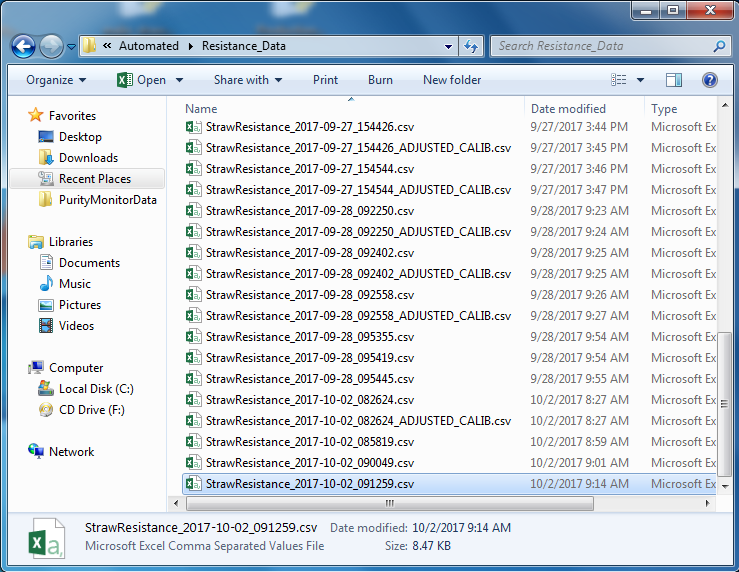 « Automated ▸ Resistance_Data
Search Resistance_Data
Organize Open Share with Print Burn New folder
Favorites
Desktop
Downloads
Recent Places
PurityMonitorData
Libraries
Documents
Music
Pictures
Videos
Computer
Local Disk (C:)
CD Drive (F:)
Network
Name Date modified Type
StrawResistance_2017-09-27_154426.csv 9/27/2017 3:44 PM Microsoft Ex
StrawResistance_2017-09-27_154426_ADJUSTED_CALIB.csv 9/27/2017 3:45 PM Microsoft Ex
StrawResistance_2017-09-27_154544.csv 9/27/2017 3:46 PM Microsoft Ex
StrawResistance_2017-09-27_154544_ADJUSTED_CALIB.csv 9/27/2017 3:47 PM Microsoft Ex
StrawResistance_2017-09-28_092250.csv 9/28/2017 9:23 AM Microsoft Ex
StrawResistance_2017-09-28_092250_ADJUSTED_CALIB.csv 9/28/2017 9:24 AM Microsoft Ex
StrawResistance_2017-09-28_092402.csv 9/28/2017 9:25 AM Microsoft Ex
StrawResistance_2017-09-28_092402_ADJUSTED_CALIB.csv 9/28/2017 9:25 AM Microsoft Ex
StrawResistance_2017-09-28_092558.csv 9/28/2017 9:26 AM Microsoft Ex
StrawResistance_2017-09-28_092558_ADJUSTED_CALIB.csv 9/28/2017 9:27 AM Microsoft Ex
StrawResistance_2017-09-28_095355.csv 9/28/2017 9:54 AM Microsoft Ex
StrawResistance_2017-09-28_095419.csv 9/28/2017 9:54 AM Microsoft Ex
StrawResistance_2017-09-28_095445.csv 9/28/2017 9:55 AM Microsoft Ex
StrawResistance_2017-10-02_082624.csv 10/2/2017 8:27 AM Microsoft Ex
StrawResistance_2017-10-02_082624_ADJUSTED_CALIB.csv 10/2/2017 8:27 AM Microsoft Ex
StrawResistance_2017-10-02_085819.csv 10/2/2017 8:59 AM Microsoft Ex
StrawResistance_2017-10-02_090049.csv 10/2/2017 9:01 AM Microsoft Ex
StrawResistance_2017-10-02_091259.csv 10/2/2017 9:14 AM Microsoft Ex
StrawResistance_2017-10-02_091259.csv Date modified: 10/2/2017 9:14 AM
Microsoft Excel Comma Separated Values File Size: 8.47 KB